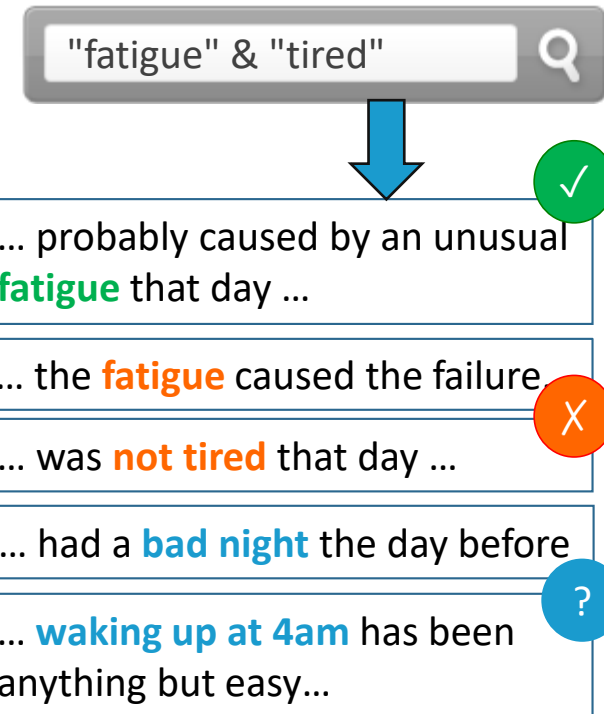 "fatigue" & "tired"
✓
... probably caused by an unusual
fatigue that day ...
... the fatigue caused the failure.
✗
... was not tired that day ...
... had a bad night the day before
?
... waking up at 4am has been
anything but easy...